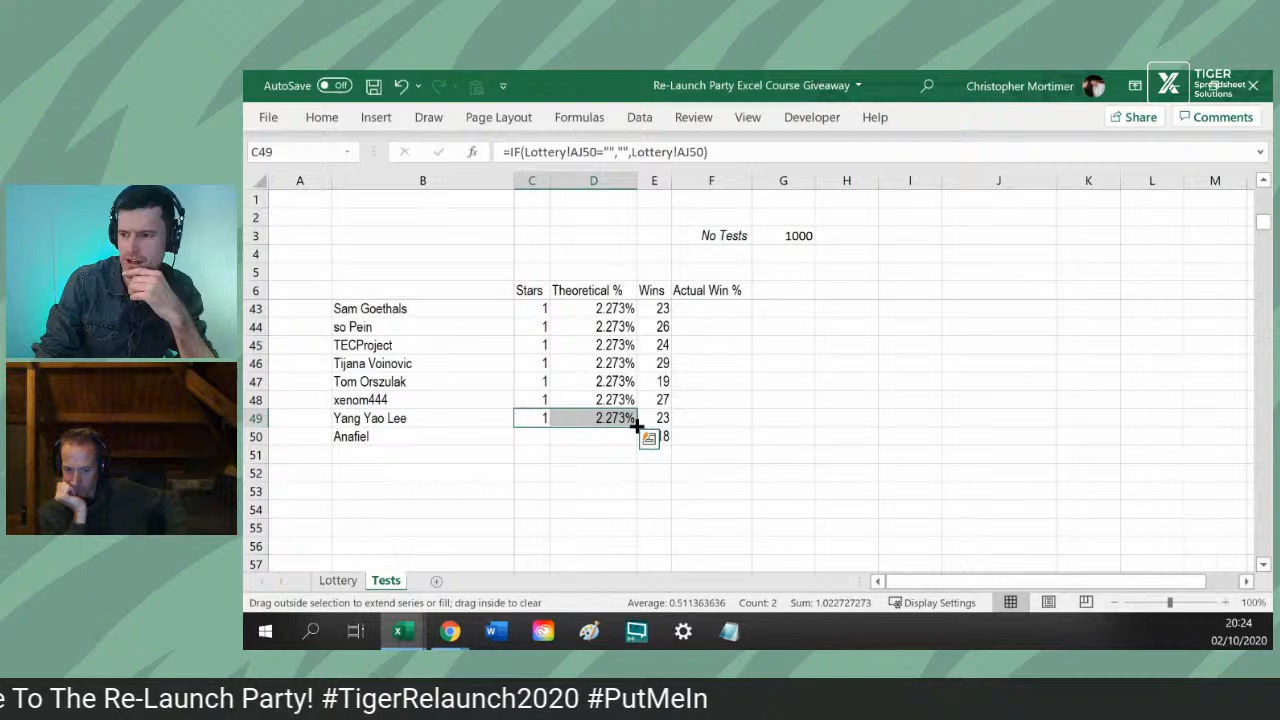 AutoSave Off Re-Launch Party Excel Course Giveaway Christopher Mortimer
TIGER
Spreadsheet
Solutions
File Home Insert Draw Page Layout Formulas Data Review View Developer Help Share Comments
C49 fx =IF(Lottery!AJ50="","",Lottery!AJ50)
A B C D E F G H I J K L M
1
2
3 No Tests 1000
4
5
6 Stars Theoretical % Wins Actual Win %
43 Sam Goethals 1 2.273% 23
44 so Pein 1 2.273% 26
45 TECProject 1 2.273% 24
46 Tijana Voinovic 1 2.273% 29
47 Tom Orszulak 1 2.273% 19
48 xenom444 1 2.273% 27
49 Yang Yao Lee 1 2.273% 23
50 Anafiel 18
51
52
53
54
55
56
57
Lottery Tests
Drag outside selection to extend series or fill; drag inside to clear Average: 0.511363636 Count: 2 Sum: 1.022727273 Display Settings 100%
20:24
02/10/2020
e To The Re-Launch Party! #TigerRelaunch2020 #PutMeIn